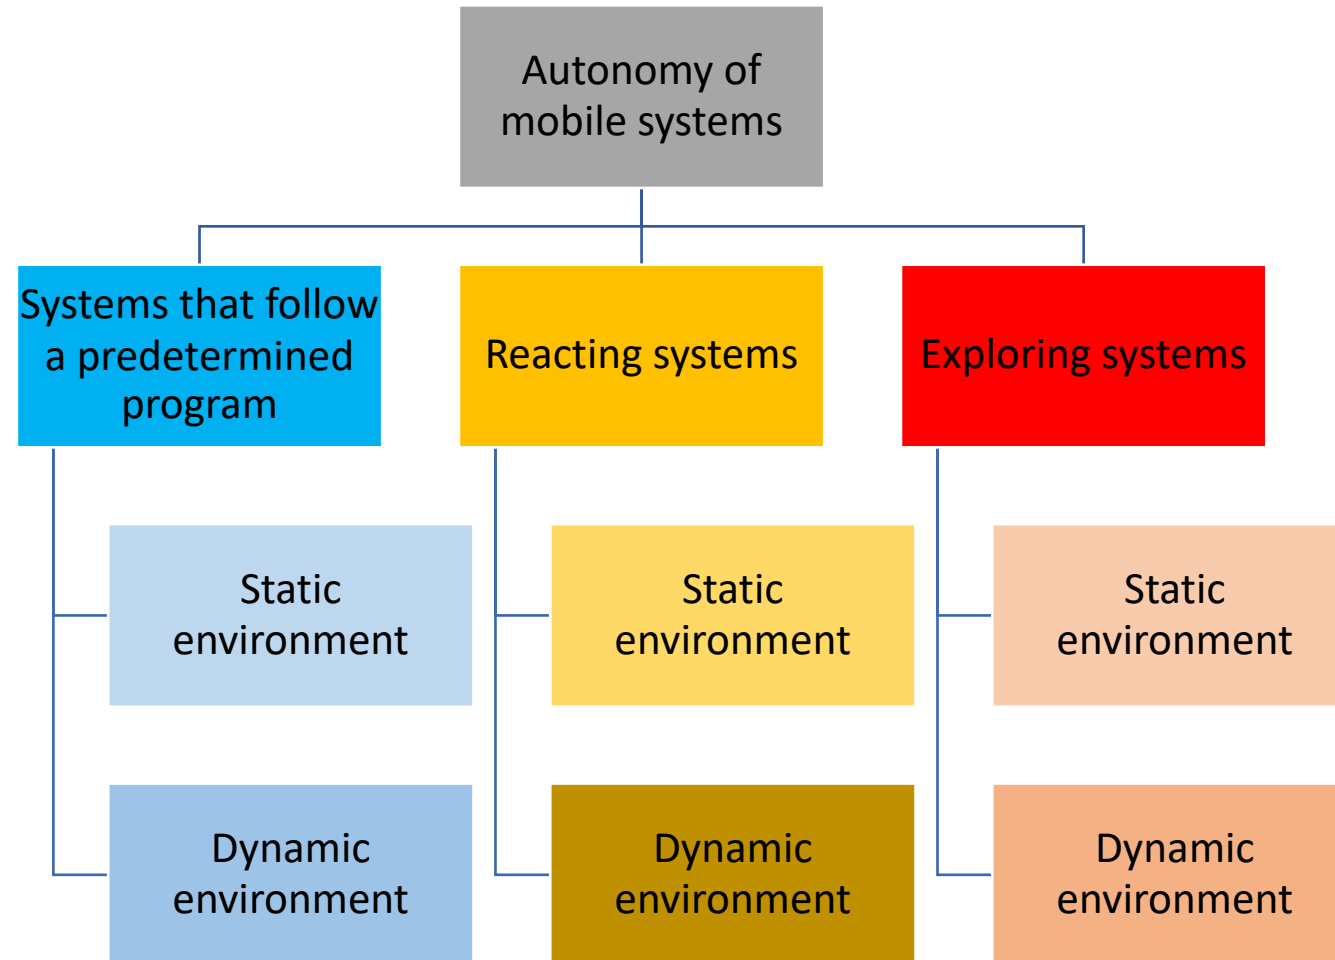 Autonomy of
mobile systems
Systems that follow
a predetermined
program
Reacting systems
Exploring systems
Static
environment
Static
environment
Static
environment
Dynamic
environment
Dynamic
environment
Dynamic
environment